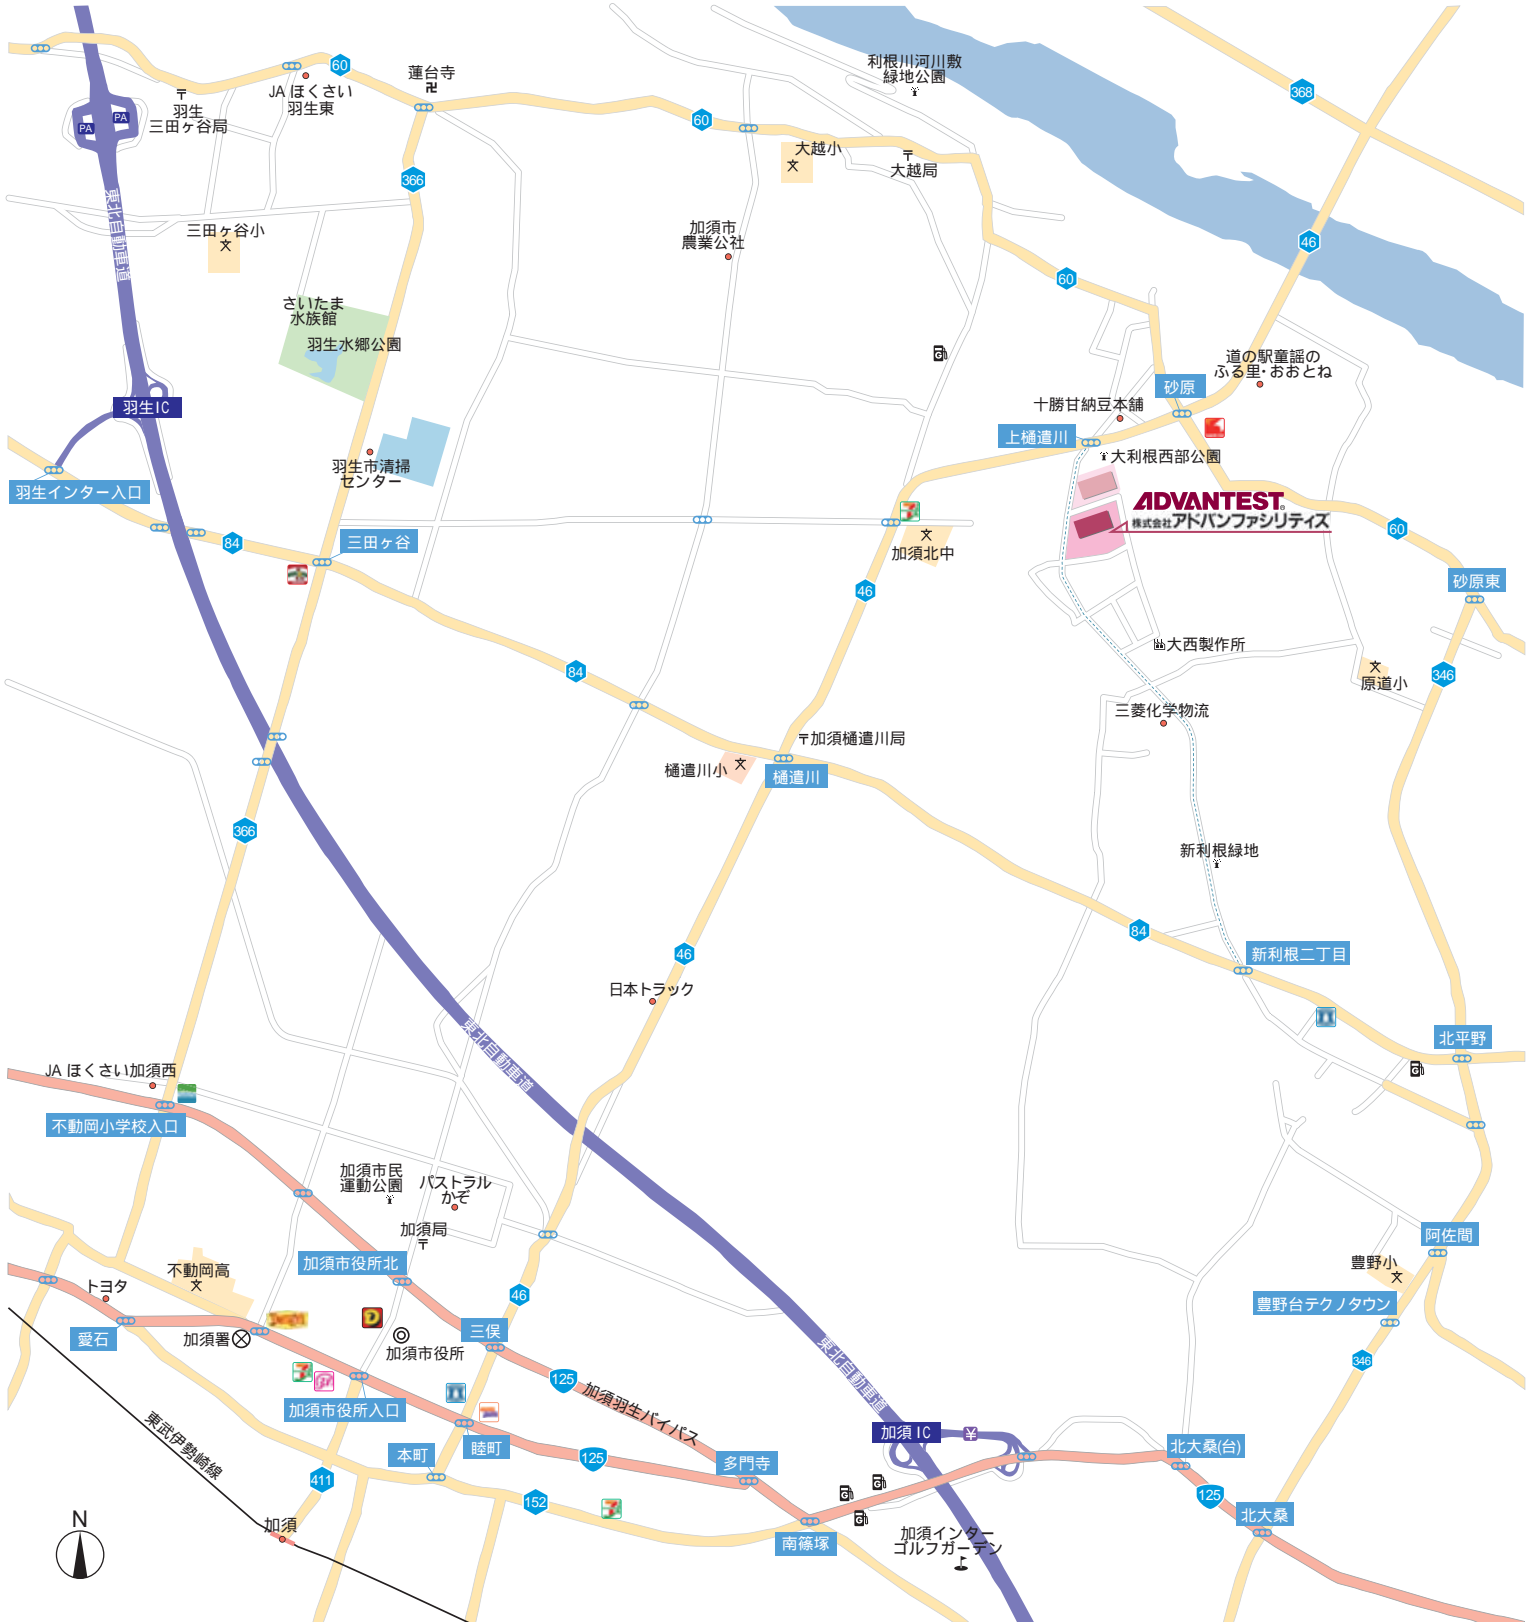 60
蓮台寺
JA ほくさい
羽生東
羽生
三田ヶ谷局
PA
PA
利根川河川敷
緑地公園
368
60
大越小
大越局
366
東北自動車道
三田ヶ谷小
加須市
農業公社
46
60
さいたま
水族館
羽生水郷公園
道の駅童謡の
ふる里・おおとね
砂原
羽生IC
十勝甘納豆本舗
上樋遣川
大利根西部公園
羽生市清掃
センター
羽生インター入口
ADVANTEST
株式会社アドバンファシリティズ
84
三田ヶ谷
加須北中
60
砂原東
46
大西製作所
84
原道小
346
三菱化学物流
〒加須樋遣川局
樋遣川小
樋遣川
366
新利根緑地
84
46
新利根二丁目
日本トラック
東北自動車道
北平野
JA ほくさい加須西
不動岡小学校入口
加須市民
運動公園
パストラル
かぞ
加須局
阿佐間
加須市役所北
豊野小
不動岡高
トヨタ
46
豊野台テクノタウン
愛石
加須署
三俣
加須市役所
東北自動車道
346
125
加須羽生バイパス
加須市役所入口
東武伊勢崎線
加須 IC
¥
本町
睦町
125
多門寺
北大桑(台)
411
152
125
北大桑
N
加須
南篠塚
加須インター
ゴルフガーデン